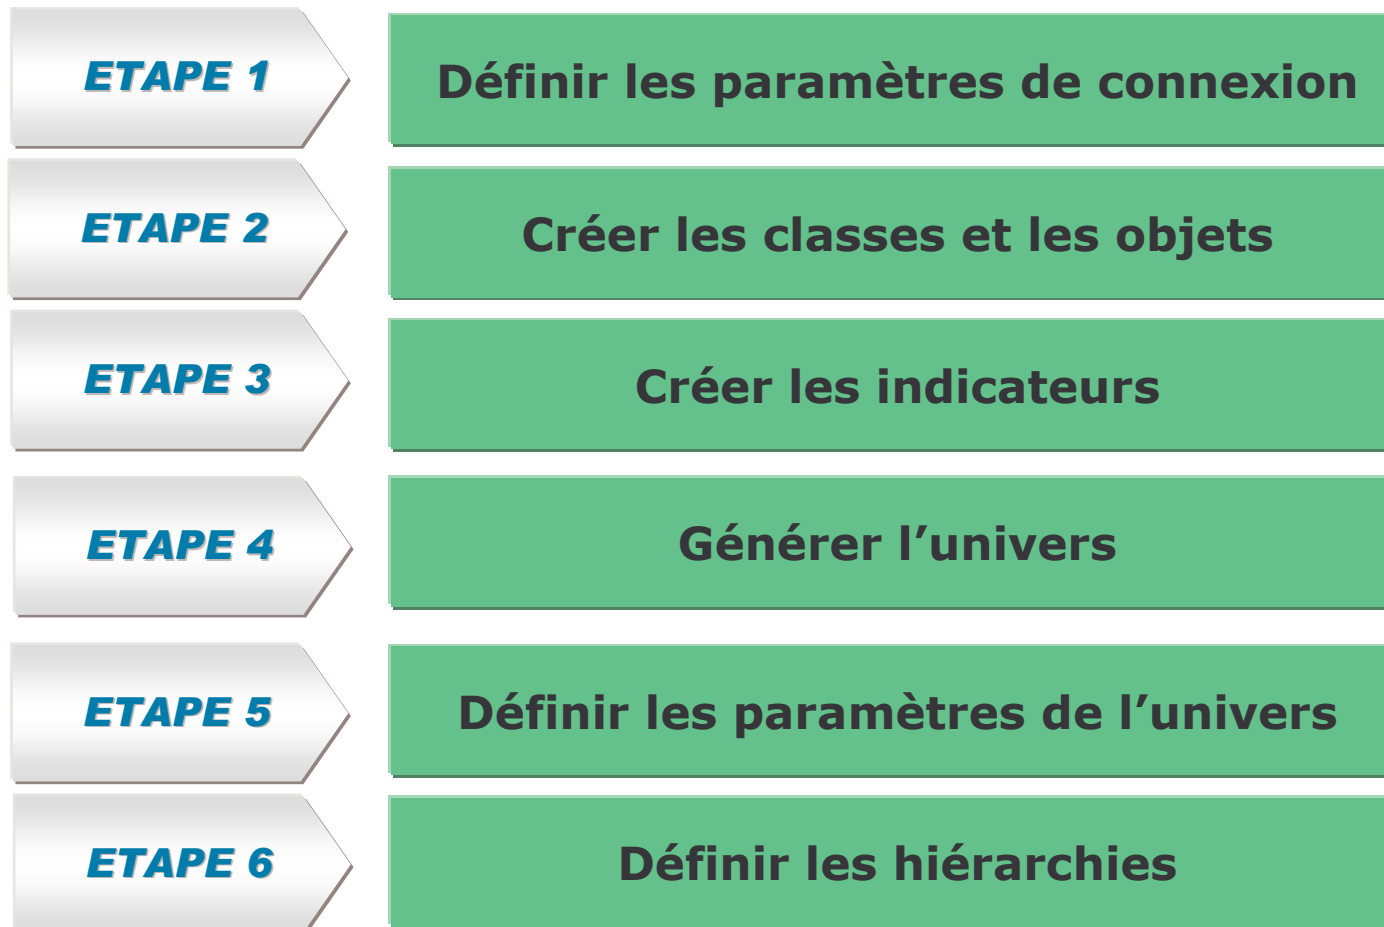 ETAPE 1
Définir les paramètres de connexion
ETAPE 2
Créer les classes et les objets
ETAPE 3
Créer les indicateurs
ETAPE 4
Générer l’univers
ETAPE 5
Définir les paramètres de l’univers
ETAPE 6
Définir les hiérarchies